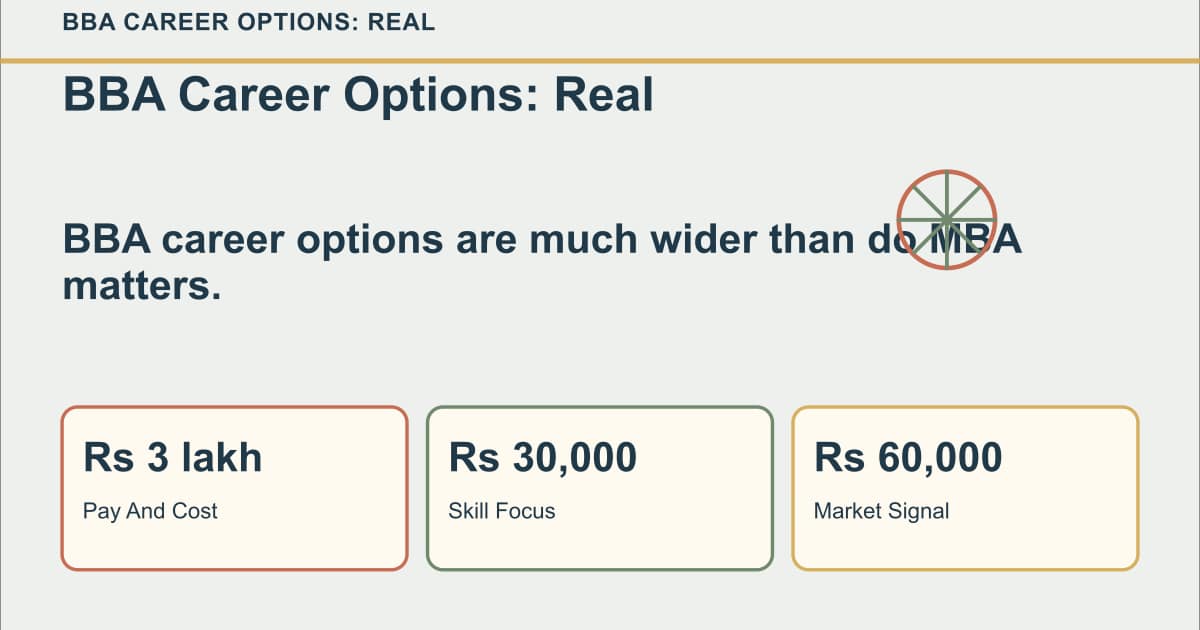 BBA CAREER OPTIONS: REAL
BBA Career Options: Real
BBA career options are much wider than do MBA
matters.
Rs 3 lakh
Pay And Cost
Rs 30,000
Skill Focus
Rs 60,000
Market Signal